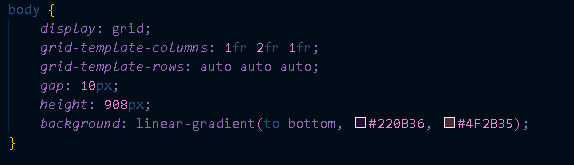 body {
display: grid;
grid-template-columns: 1fr 2fr 1fr;
grid-template-rows: auto auto auto;
gap: 10px;
height: 908px;
background: linear-gradient(to bottom, #220B36, #4F2B35);
}